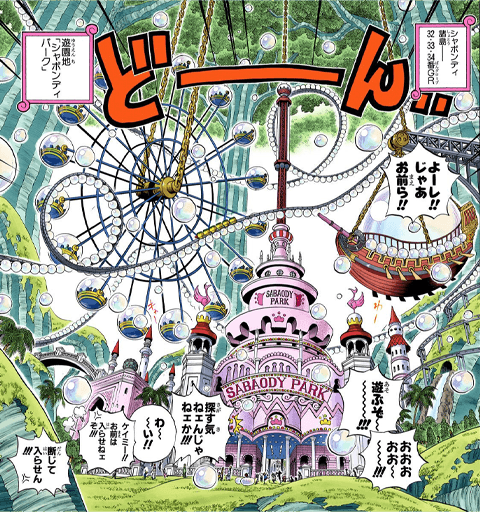 シャボンディ
諸島――
32・33・34番GR
遊園地
「シャボンディ
パーク」
どーーん!!
よーし!!
じゃあ
お前ら!!
SABAODY
PARK
SABAODY PARK
遊ぶぞ〜〜〜〜!!!
おおお
おお〜〜!!!
探す気
ねェんじゃ
ねェか!!!
わ〜
〜い!!
ケイミー!!
お前は
入らせねェ
ぞ!!!
断じて
入らせん
!!!